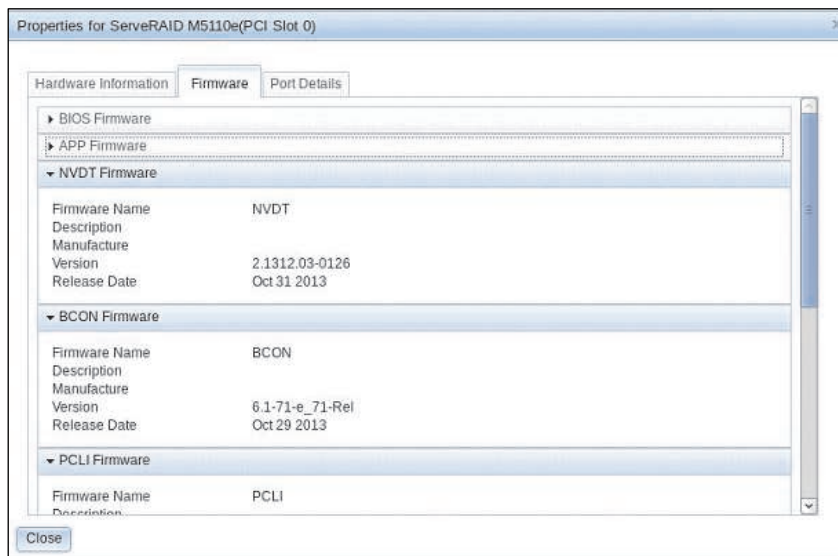 Properties for ServeRAID M5110e(PCI Slot 0)
Hardware Information Firmware Port Details
BIOS Firmware
APP Firmware
NVDT Firmware
Firmware Name NVDT
Description
Manufacture
Version 2.1312.03-0126
Release Date Oct 31 2013
BCON Firmware
Firmware Name BCON
Description
Manufacture
Version 6.1-71-e_71-Rel
Release Date Oct 29 2013
PCLI Firmware
Firmware Name PCLI
Description
Close